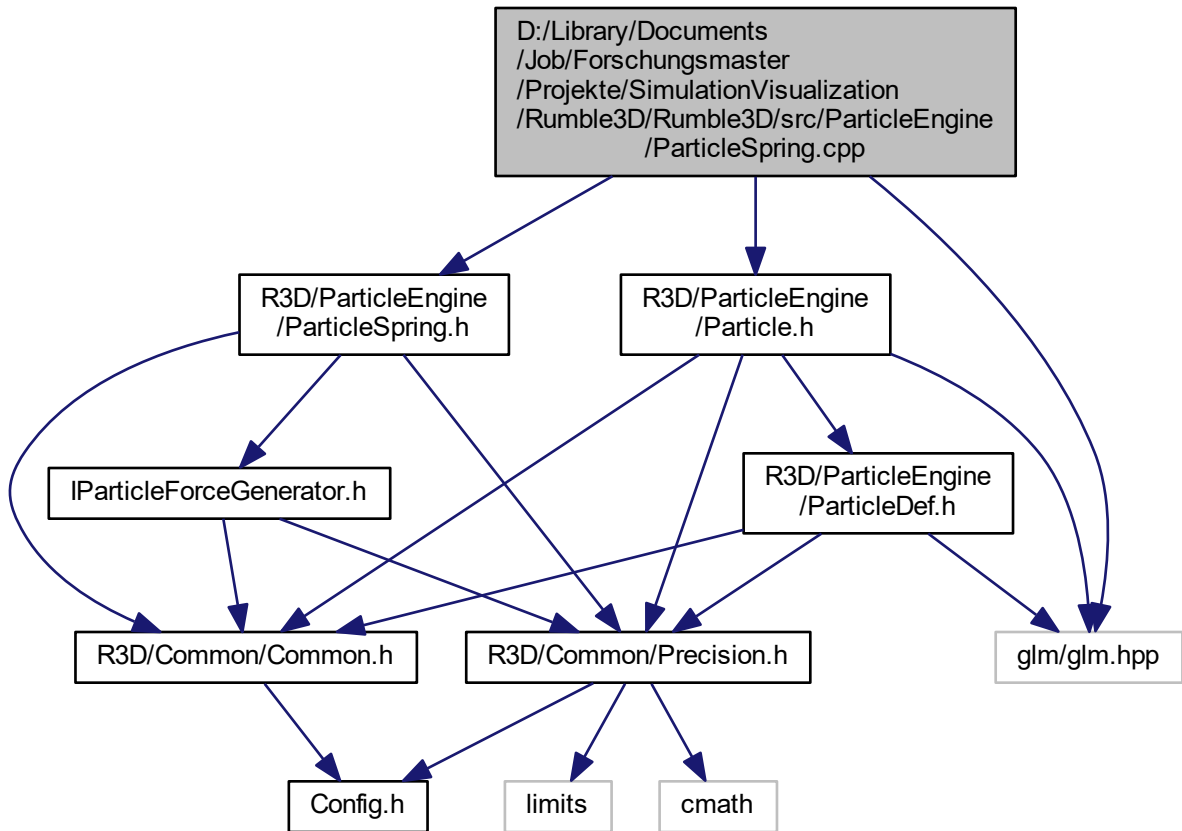 D:/Library/Documents
/Job/Forschungsmaster
/Projekte/SimulationVisualization
/Rumble3D/Rumble3D/src/ParticleEngine
/ParticleSpring.cpp
R3D/ParticleEngine
/ParticleSpring.h
R3D/ParticleEngine
/Particle.h
IParticleForceGenerator.h
R3D/ParticleEngine
/ParticleDef.h
R3D/Common/Common.h
R3D/Common/Precision.h
glm/glm.hpp
Config.h
limits
cmath